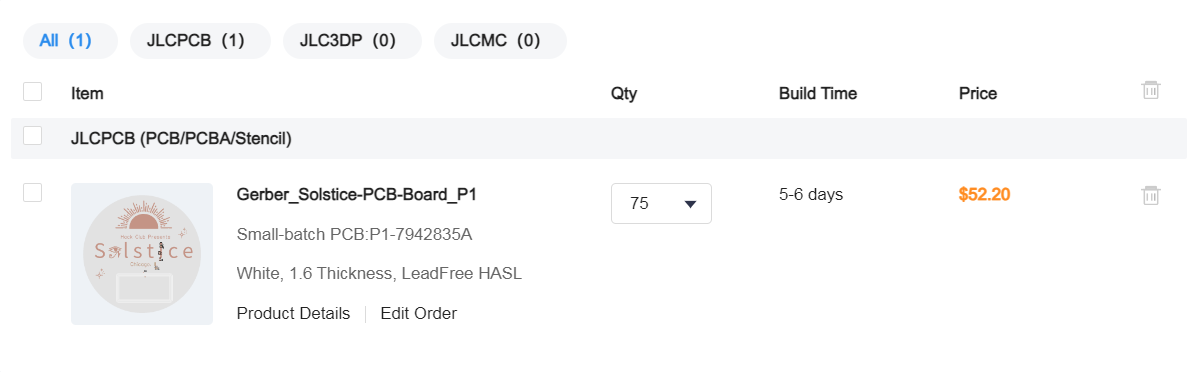 All (1) JLCPCB (1) JLC3DP (0) JLCMC (0)
Item Qty Build Time Price
JLCPCB (PCB/PCBA/Stencil)
Gerber_Solstice-PCB-Board_P1 75 5-6 days $52.20
Small-batch PCB:P1-7942835A
White, 1.6 Thickness, LeadFree HASL
Product Details Edit Order
Hack Club Presents
Solstice
Chicago